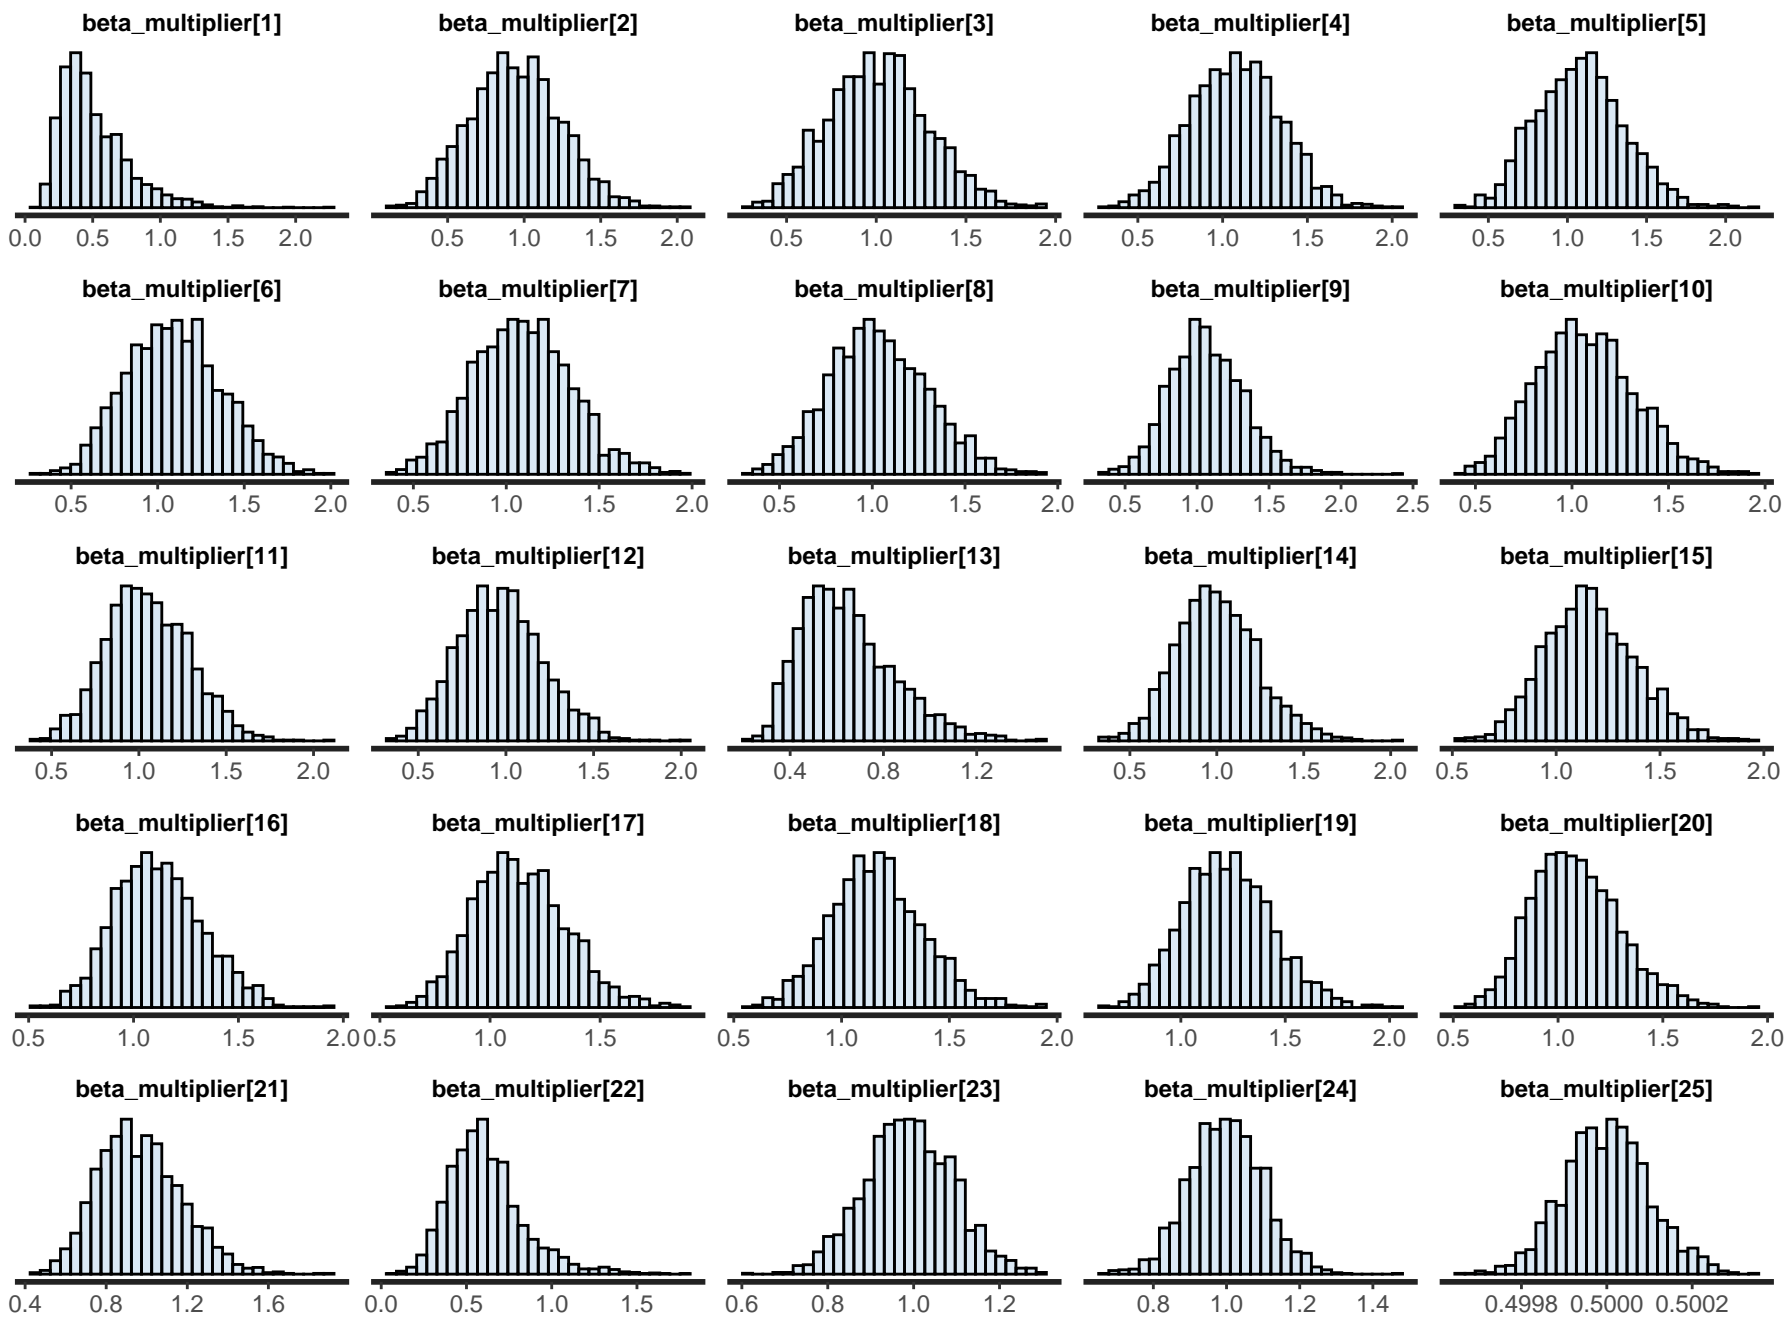 beta_multiplier[1] beta_multiplier[2] beta_multiplier[3] beta_multiplier[4] beta_multiplier[5]
0.0 0.5 1.0 1.5 2.0 0.5 1.0 1.5 2.0 0.5 1.0 1.5 2.0 0.5 1.0 1.5 2.0 0.5 1.0 1.5 2.0
beta_multiplier[6] beta_multiplier[7] beta_multiplier[8] beta_multiplier[9] beta_multiplier[10]
0.5 1.0 1.5 2.0 0.5 1.0 1.5 2.0 0.5 1.0 1.5 2.0 0.5 1.0 1.5 2.0 2.5 0.5 1.0 1.5 2.0
beta_multiplier[11] beta_multiplier[12] beta_multiplier[13] beta_multiplier[14] beta_multiplier[15]
0.5 1.0 1.5 2.0 0.5 1.0 1.5 2.0 0.4 0.8 1.2 0.5 1.0 1.5 2.0 0.5 1.0 1.5 2.0
beta_multiplier[16] beta_multiplier[17] beta_multiplier[18] beta_multiplier[19] beta_multiplier[20]
0.5 1.0 1.5 2.0 0.5 1.0 1.5 0.5 1.0 1.5 2.0 1.0 1.5 2.0 0.5 1.0 1.5 2.0
beta_multiplier[21] beta_multiplier[22] beta_multiplier[23] beta_multiplier[24] beta_multiplier[25]
0.4 0.8 1.2 1.6 0.0 0.5 1.0 1.5 0.6 0.8 1.0 1.2 0.8 1.0 1.2 1.4 0.4998 0.5000 0.5002